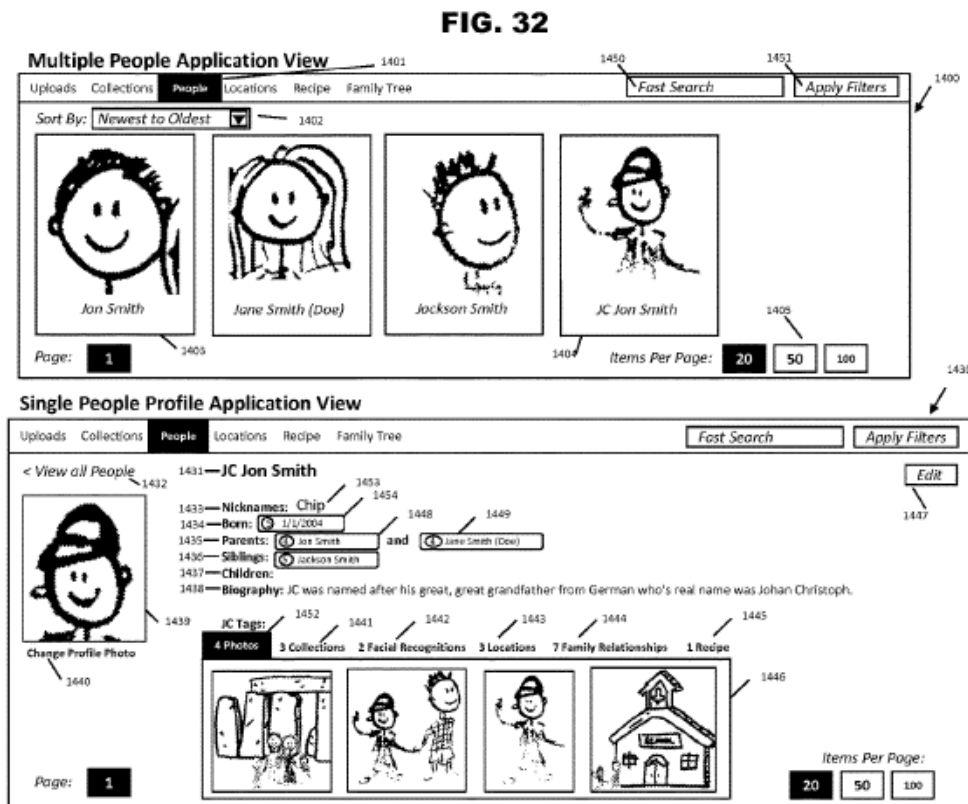 FIG. 32
Multiple People Application View
1401
1450
1451
1400
Uploads Collections People Locations Recipe Family Tree Fast Search Apply Filters
Sort By: Newest to Oldest 1402
Jon Smith
Jane Smith (Doe)
Jackson Smith
JC Jon Smith
1403
1404
1405
Page: 1
Items Per Page: 20 50 100
Single People Profile Application View
Uploads Collections People Locations Recipe Family Tree Fast Search Apply Filters
< View all People
1432
1431 JC Jon Smith
Edit
1447
1453
1454
1433 Nicknames: Chip
1434 Born: 1/1/2004
1448
1449
1435 Parents: Jon Smith and Jane Smith (Doe)
1436 Siblings: Jackson Smith
1437 Children:
1438 Biography: JC was named after his great, great grandfather from German who's real name was Johan Christoph.
1439
Change Profile Photo
1440
JC Tags:
1452
1441
1442
1443
1444
1445
4 Photos 3 Collections 2 Facial Recognitions 3 Locations 7 Family Relationships 1 Recipe
1446
Page: 1
Items Per Page:
20 50 100